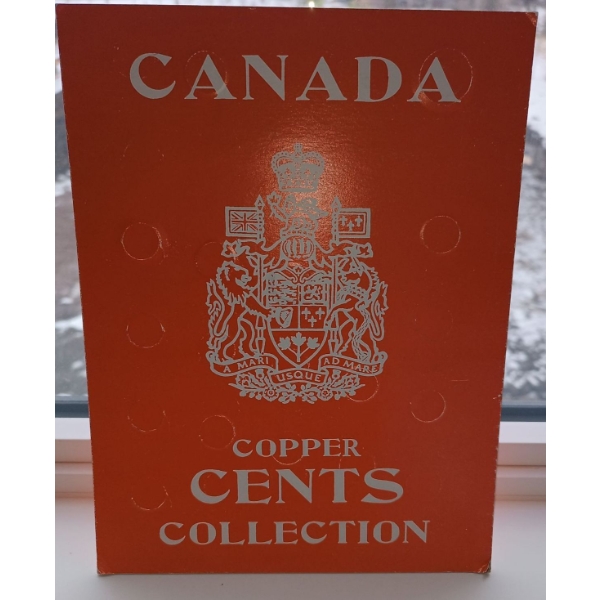 CANADA
A MARI USQUE AD MARE
COPPER
CENTS
COLLECTION